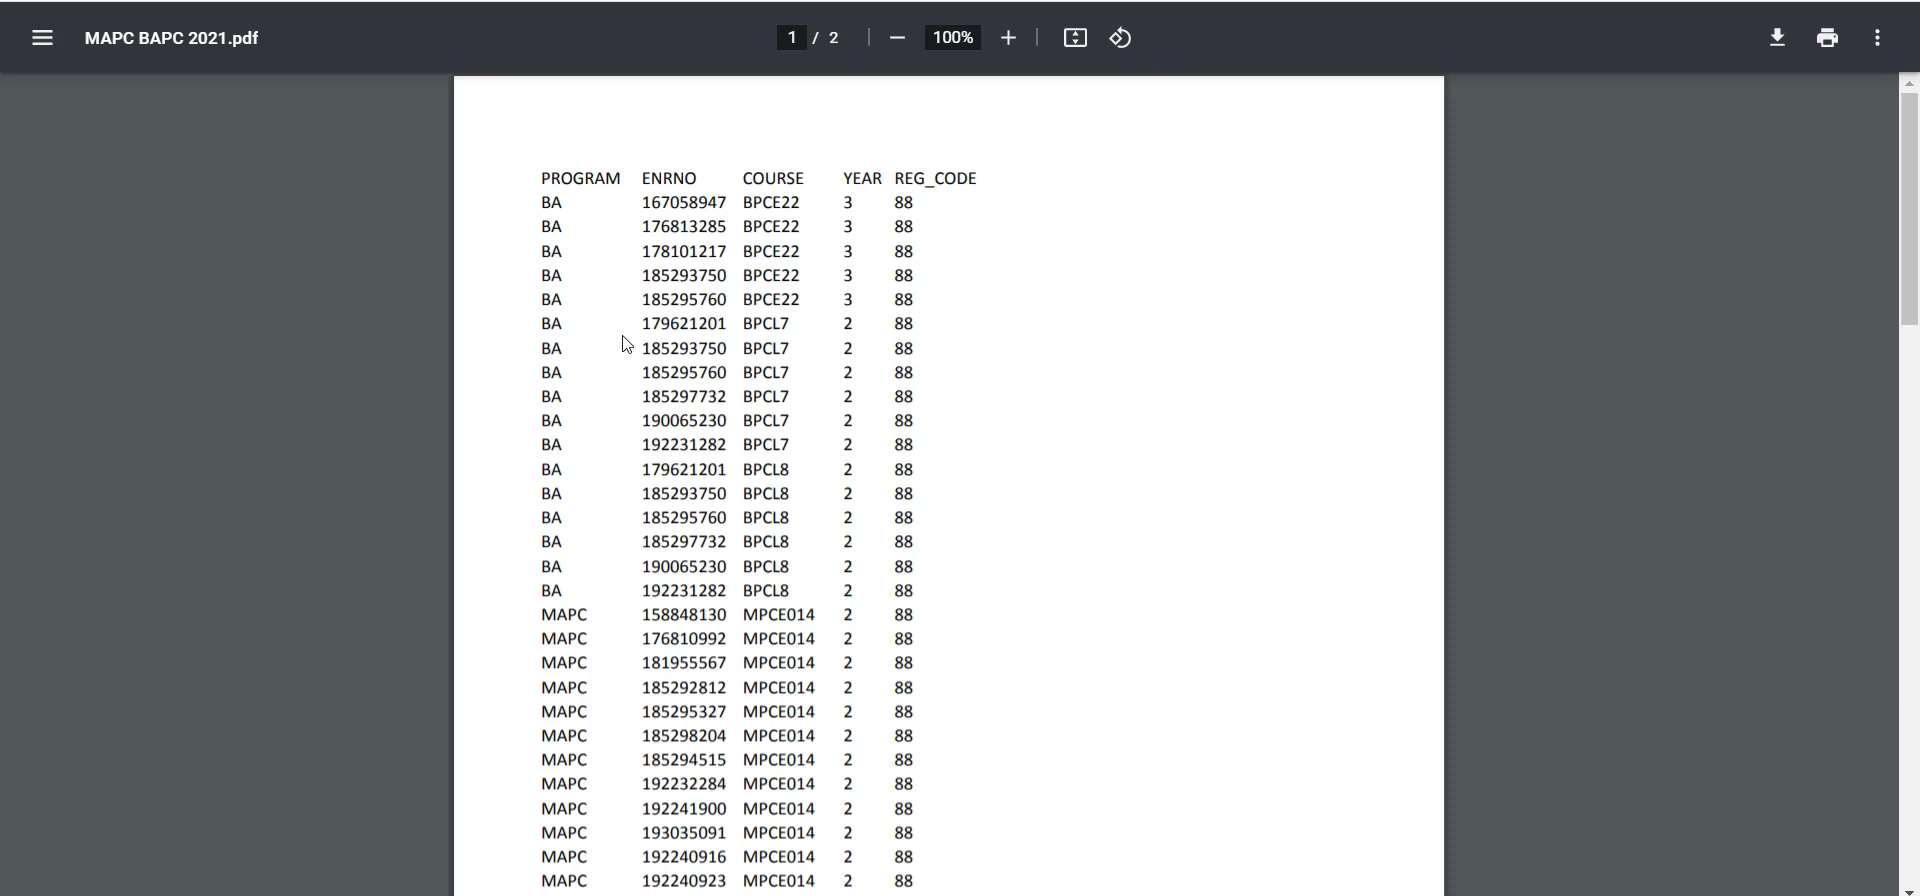 MAPC BAPC 2021.pdf
1 / 2
100%
PROGRAM ENRNO COURSE YEAR REG_CODE
BA 167058947 BPCE22 3 88
BA 176813285 BPCE22 3 88
BA 178101217 BPCE22 3 88
BA 185293750 BPCE22 3 88
BA 185295760 BPCE22 3 88
BA 179621201 BPCL7 2 88
BA 185293750 BPCL7 2 88
BA 185295760 BPCL7 2 88
BA 185297732 BPCL7 2 88
BA 190065230 BPCL7 2 88
BA 192231282 BPCL7 2 88
BA 179621201 BPCL8 2 88
BA 185293750 BPCL8 2 88
BA 185295760 BPCL8 2 88
BA 185297732 BPCL8 2 88
BA 190065230 BPCL8 2 88
BA 192231282 BPCL8 2 88
MAPC 158848130 MPCE014 2 88
MAPC 176810992 MPCE014 2 88
MAPC 181955567 MPCE014 2 88
MAPC 185292812 MPCE014 2 88
MAPC 185295327 MPCE014 2 88
MAPC 185298204 MPCE014 2 88
MAPC 185294515 MPCE014 2 88
MAPC 192232284 MPCE014 2 88
MAPC 192241900 MPCE014 2 88
MAPC 193035091 MPCE014 2 88
MAPC 192240916 MPCE014 2 88
MAPC 192240923 MPCE014 2 88